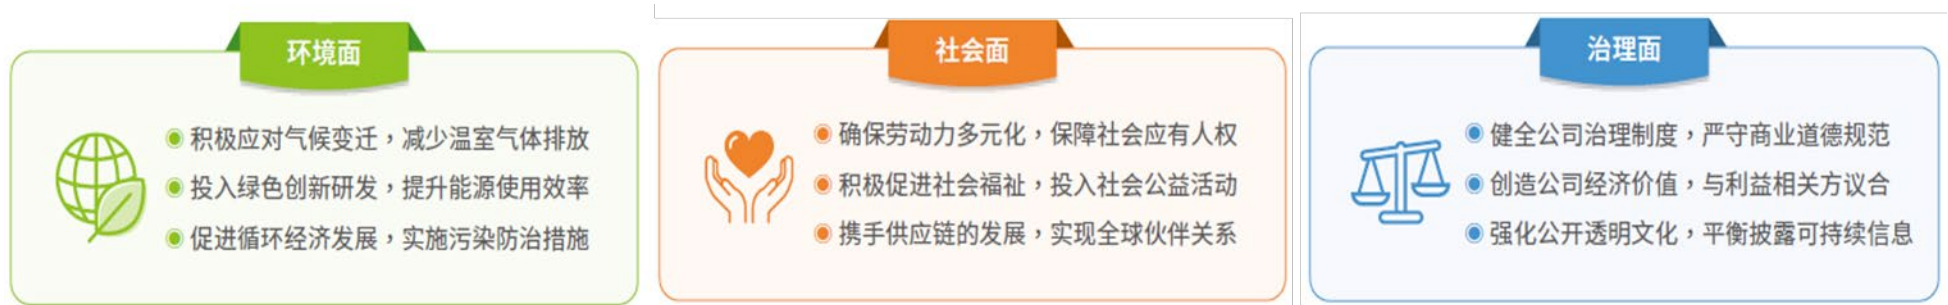 环境面
积极应对气候变迁，减少温室气体排放
投入绿色创新研发，提升能源使用效率
促进循环经济发展，实施污染防治措施
社会面
确保劳动力多元化，保障社会应有人权
积极促进社会福祉，投入社会公益活动
携手供应链的发展，实现全球伙伴关系
治理面
健全公司治理制度，严守商业道德规范
创造公司经济价值，与利益相关方议合
强化公开透明文化，平衡披露可持续信息